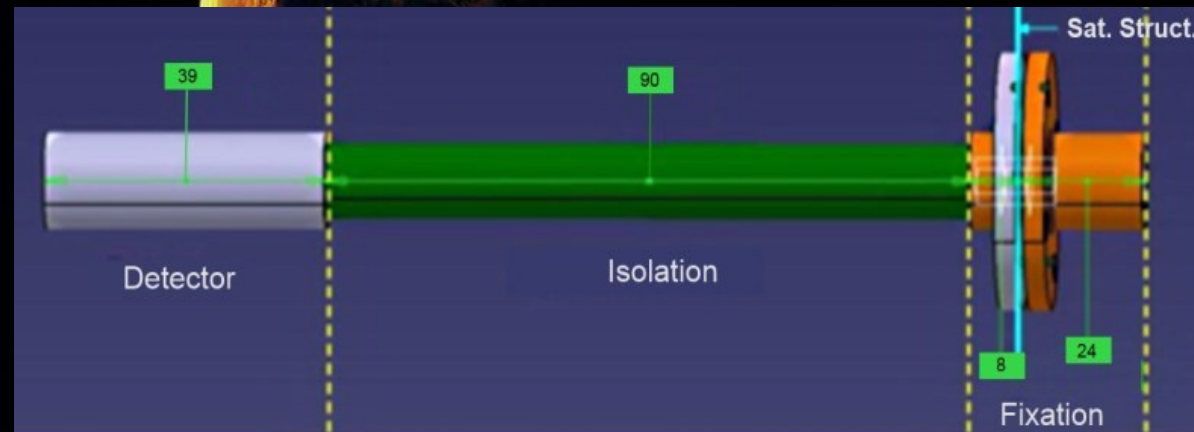 Sat. Struct.
39
90
Detector
Isolation
8
24
Fixation